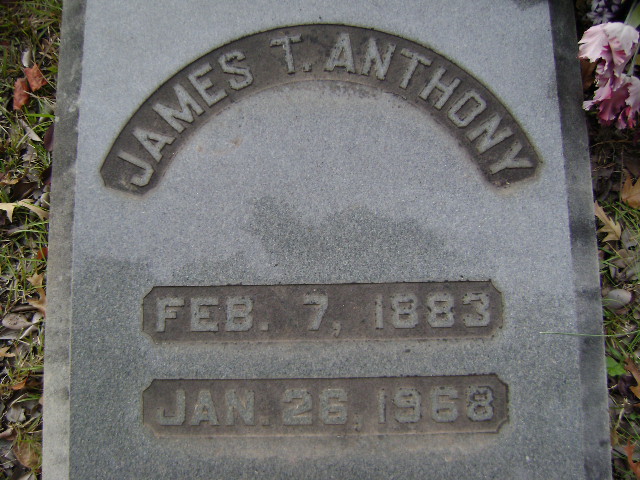 JAMES T. ANTHONY
FEB. 7, 1883
JAN. 26, 1968